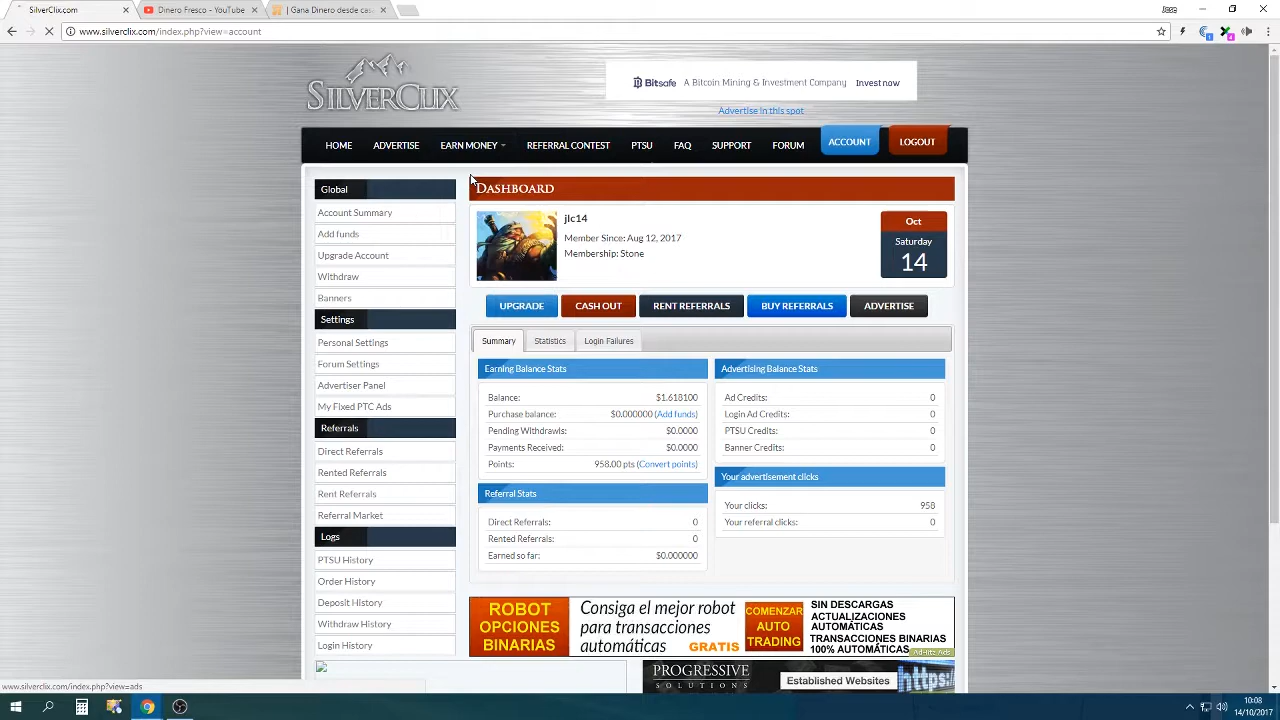 SilverClix.com
Dinero Fresco - YouTube
| Gana Dinero desde cas
www.silverclix.com/index.php?view=account
SILVERCLIX
Bitsafe A Bitcoin Mining & Investment Company Invest now
Advertise in this spot
HOME ADVERTISE EARN MONEY REFERRAL CONTEST PTSU FAQ SUPPORT FORUM ACCOUNT LOGOUT
Global
Account Summary
Add funds
Upgrade Account
Withdraw
Banners
Settings
Personal Settings
Forum Settings
Advertiser Panel
My Fixed PTC Ads
Referrals
Direct Referrals
Rented Referrals
Rent Referrals
Referral Market
Logs
PTSU History
Order History
Deposit History
Withdraw History
Login History
DASHBOARD
jlc14
Member Since: Aug 12, 2017
Membership: Stone
Oct
Saturday
14
UPGRADE CASH OUT RENT REFERRALS BUY REFERRALS ADVERTISE
Summary Statistics Login Failures
Earning Balance Stats
Balance: $1.618100
Purchase balance: $0.000000 (Add funds)
Pending Withdrawls: $0.0000
Payments Received: $0.0000
Points: 958.00 pts (Convert points)
Referral Stats
Direct Referrals: 0
Rented Referrals: 0
Earned so far: $0.000000
Advertising Balance Stats
Ad Credits: 0
Login Ad Credits: 0
PTSU Credits: 0
Banner Credits: 0
Your advertisement clicks
Your clicks: 958
Your referral clicks: 0
ROBOT
OPCIONES
BINARIAS
Consiga el mejor robot
para transacciones
automáticas GRATIS
COMENZAR
AUTO
TRADING
SIN DESCARGAS
ACTUALIZACIONES
AUTOMÁTICAS
TRANSACCIONES BINARIAS
100% AUTOMÁTICAS
Ad-Hitz Ads
PROGRESSIVE
SOLUTIONS
Established Websites
https
www.silverclix.com/index.php?view=ads
10:08
14/10/2017